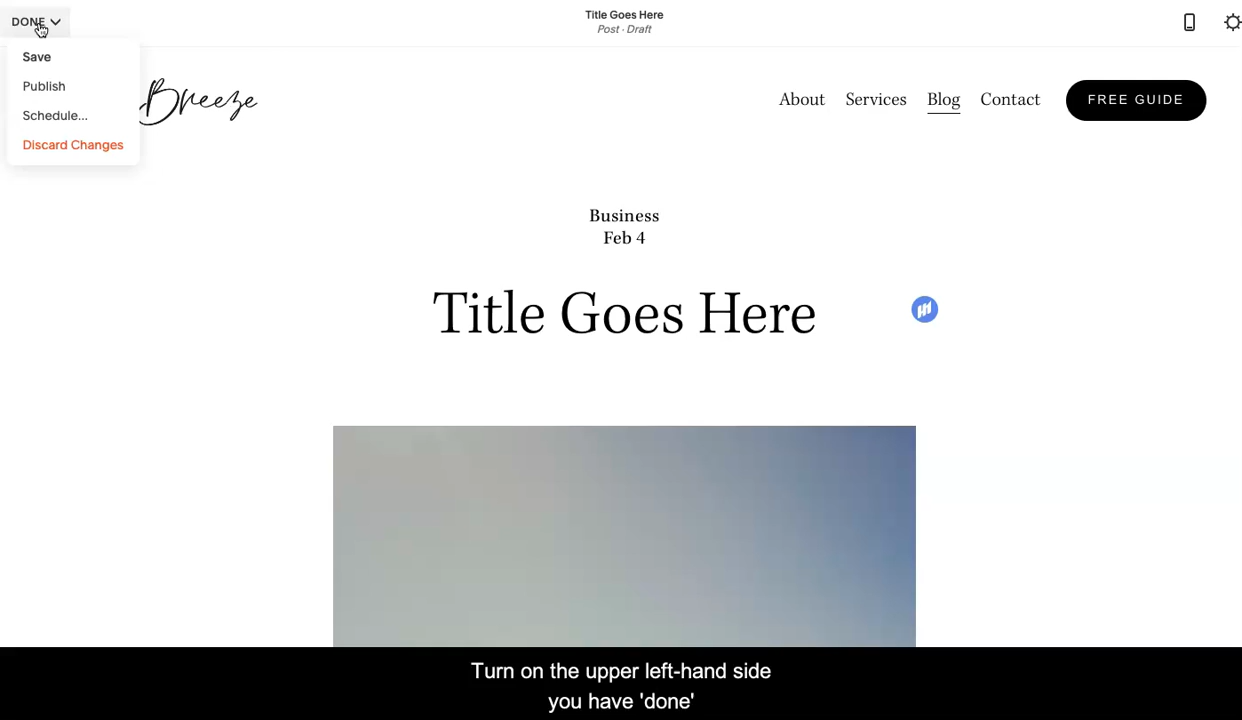 DONE
Title Goes Here
Post · Draft
Save
Publish
Schedule...
Discard Changes
Breeze
About Services Blog Contact FREE GUIDE
Business
Feb 4
Title Goes Here
Turn on the upper left-hand side
you have 'done'